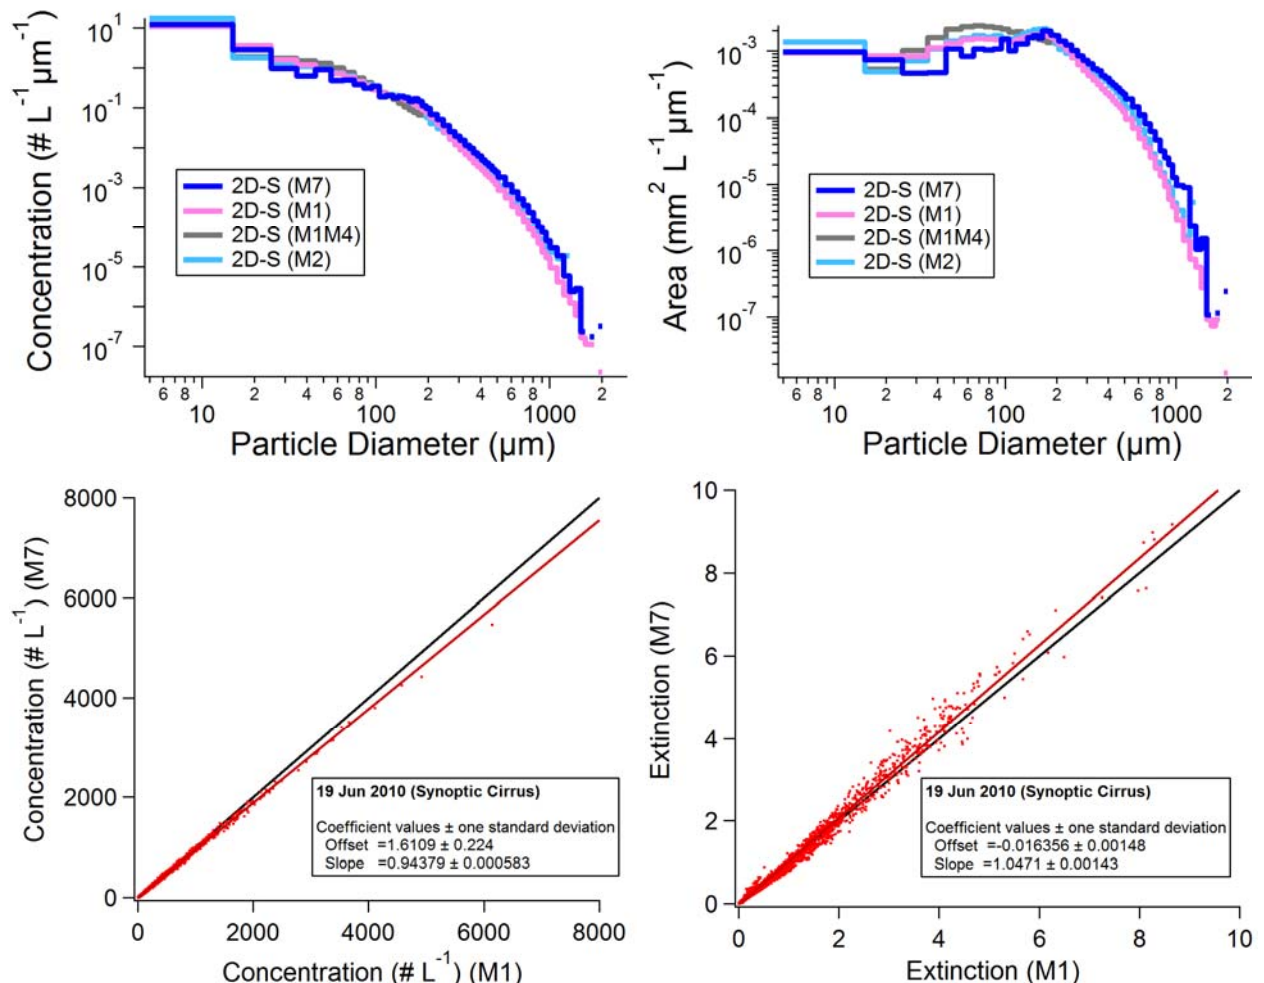 Concentration (# L⁻¹ μm⁻¹)
10¹
10⁻¹
10⁻³
10⁻⁵
10⁻⁷
2D-S (M7)
2D-S (M1)
2D-S (M1M4)
2D-S (M2)
6 8 2 4 6 8 2 4 6 8 2
10 100 1000
Particle Diameter (μm)
Area (mm² L⁻¹ μm⁻¹)
10⁻³
10⁻⁴
10⁻⁵
10⁻⁶
10⁻⁷
2D-S (M7)
2D-S (M1)
2D-S (M1M4)
2D-S (M2)
6 8 2 4 6 8 2 4 6 8 2
10 100 1000
Particle Diameter (μm)
Concentration (# L⁻¹) (M7)
8000
6000
4000
2000
0
19 Jun 2010 (Synoptic Cirrus)
Coefficient values ± one standard deviation
Offset =1.6109 ± 0.224
Slope =0.94379 ± 0.000583
0 2000 4000 6000 8000
Concentration (# L⁻¹) (M1)
Extinction (M7)
10
8
6
4
2
0
19 Jun 2010 (Synoptic Cirrus)
Coefficient values ± one standard deviation
Offset =-0.016356 ± 0.00148
Slope =1.0471 ± 0.00143
0 2 4 6 8 10
Extinction (M1)